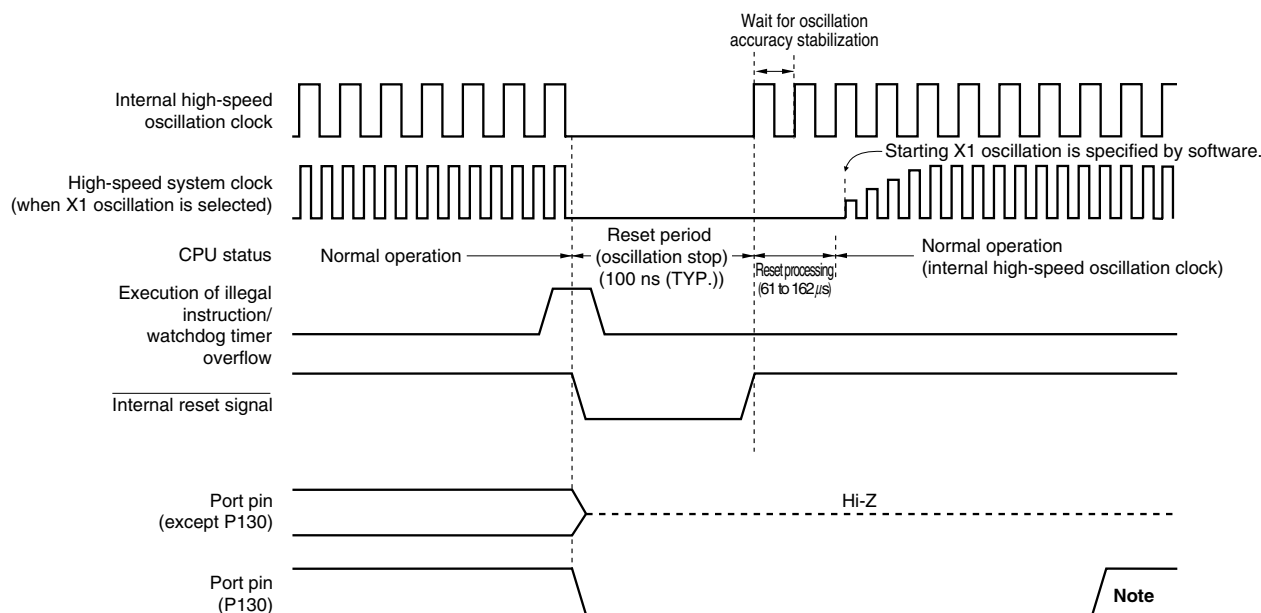 Wait for oscillation
accuracy stabilization
Internal high-speed
oscillation clock
Starting X1 oscillation is specified by software.
High-speed system clock
(when X1 oscillation is selected)
CPU status
Normal operation
Reset period
(oscillation stop)
(100 ns (TYP.))
Reset processing
(61 to 162 μs)
Normal operation
(internal high-speed oscillation clock)
Execution of illegal
instruction/
watchdog timer
overflow
Internal reset signal
Port pin
(except P130)
Hi-Z
Port pin
(P130)
Note